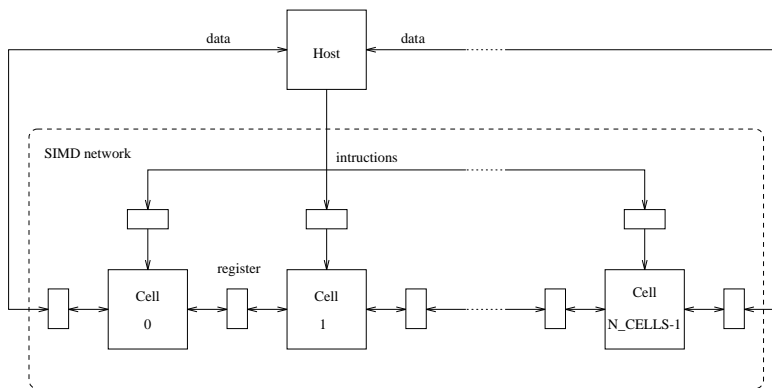 data
data
Host
SIMD network
intructions
register
Cell
0
Cell
1
Cell
N_CELLS-1